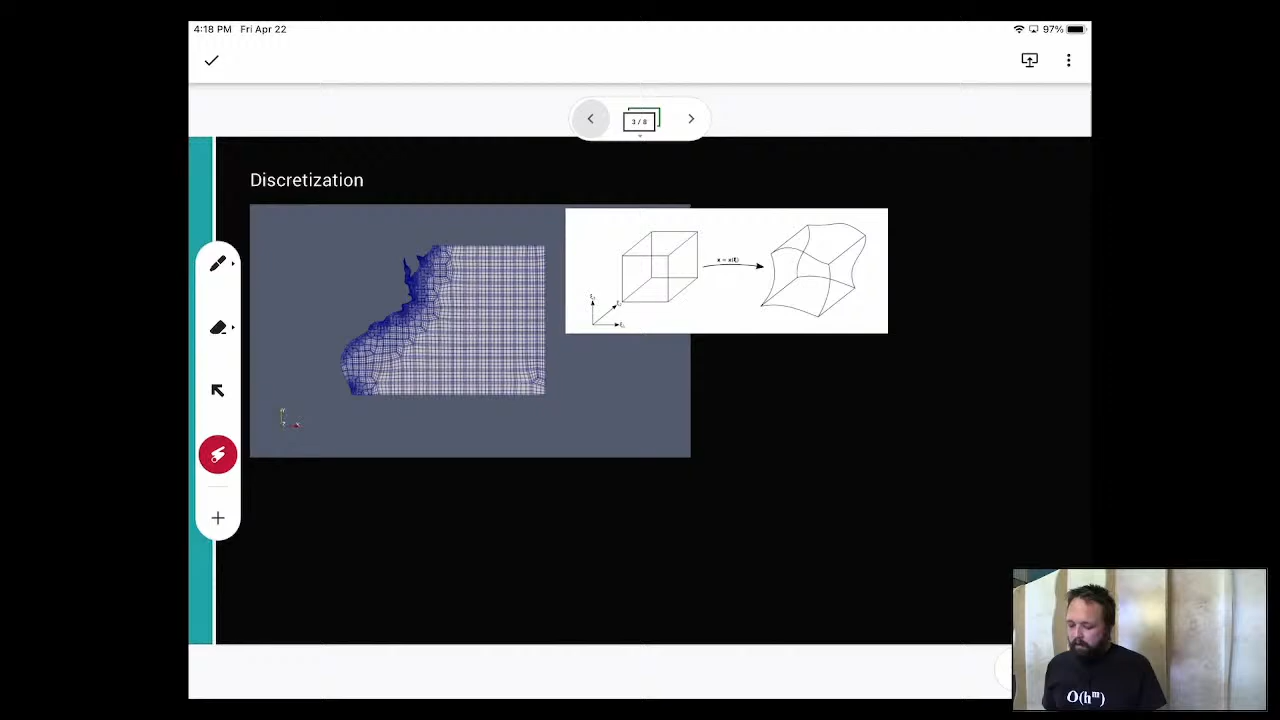 4:18 PM Fri Apr 22
97%
3 / 8
Discretization
x = x(ξ)
O(hᵐ)